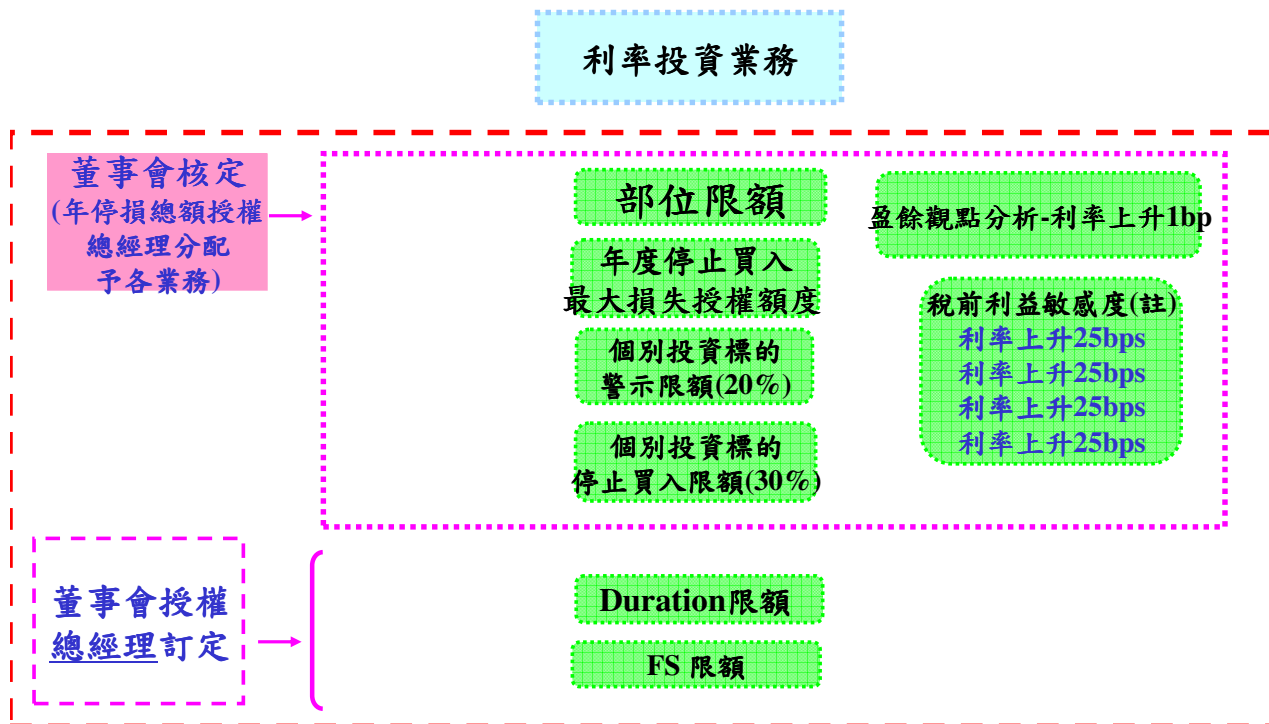 利率投資業務
董事會核定
(年停損總額授權
總經理分配
予各業務)
部位限額
年度停止買入
最大損失授權額度
個別投資標的
警示限額(20%)
個別投資標的
停止買入限額(30%)
盈餘觀點分析-利率上升1bp
稅前利益敏感度(註)
利率上升25bps
利率上升25bps
利率上升25bps
利率上升25bps
董事會授權
總經理訂定
Duration限額
FS 限額